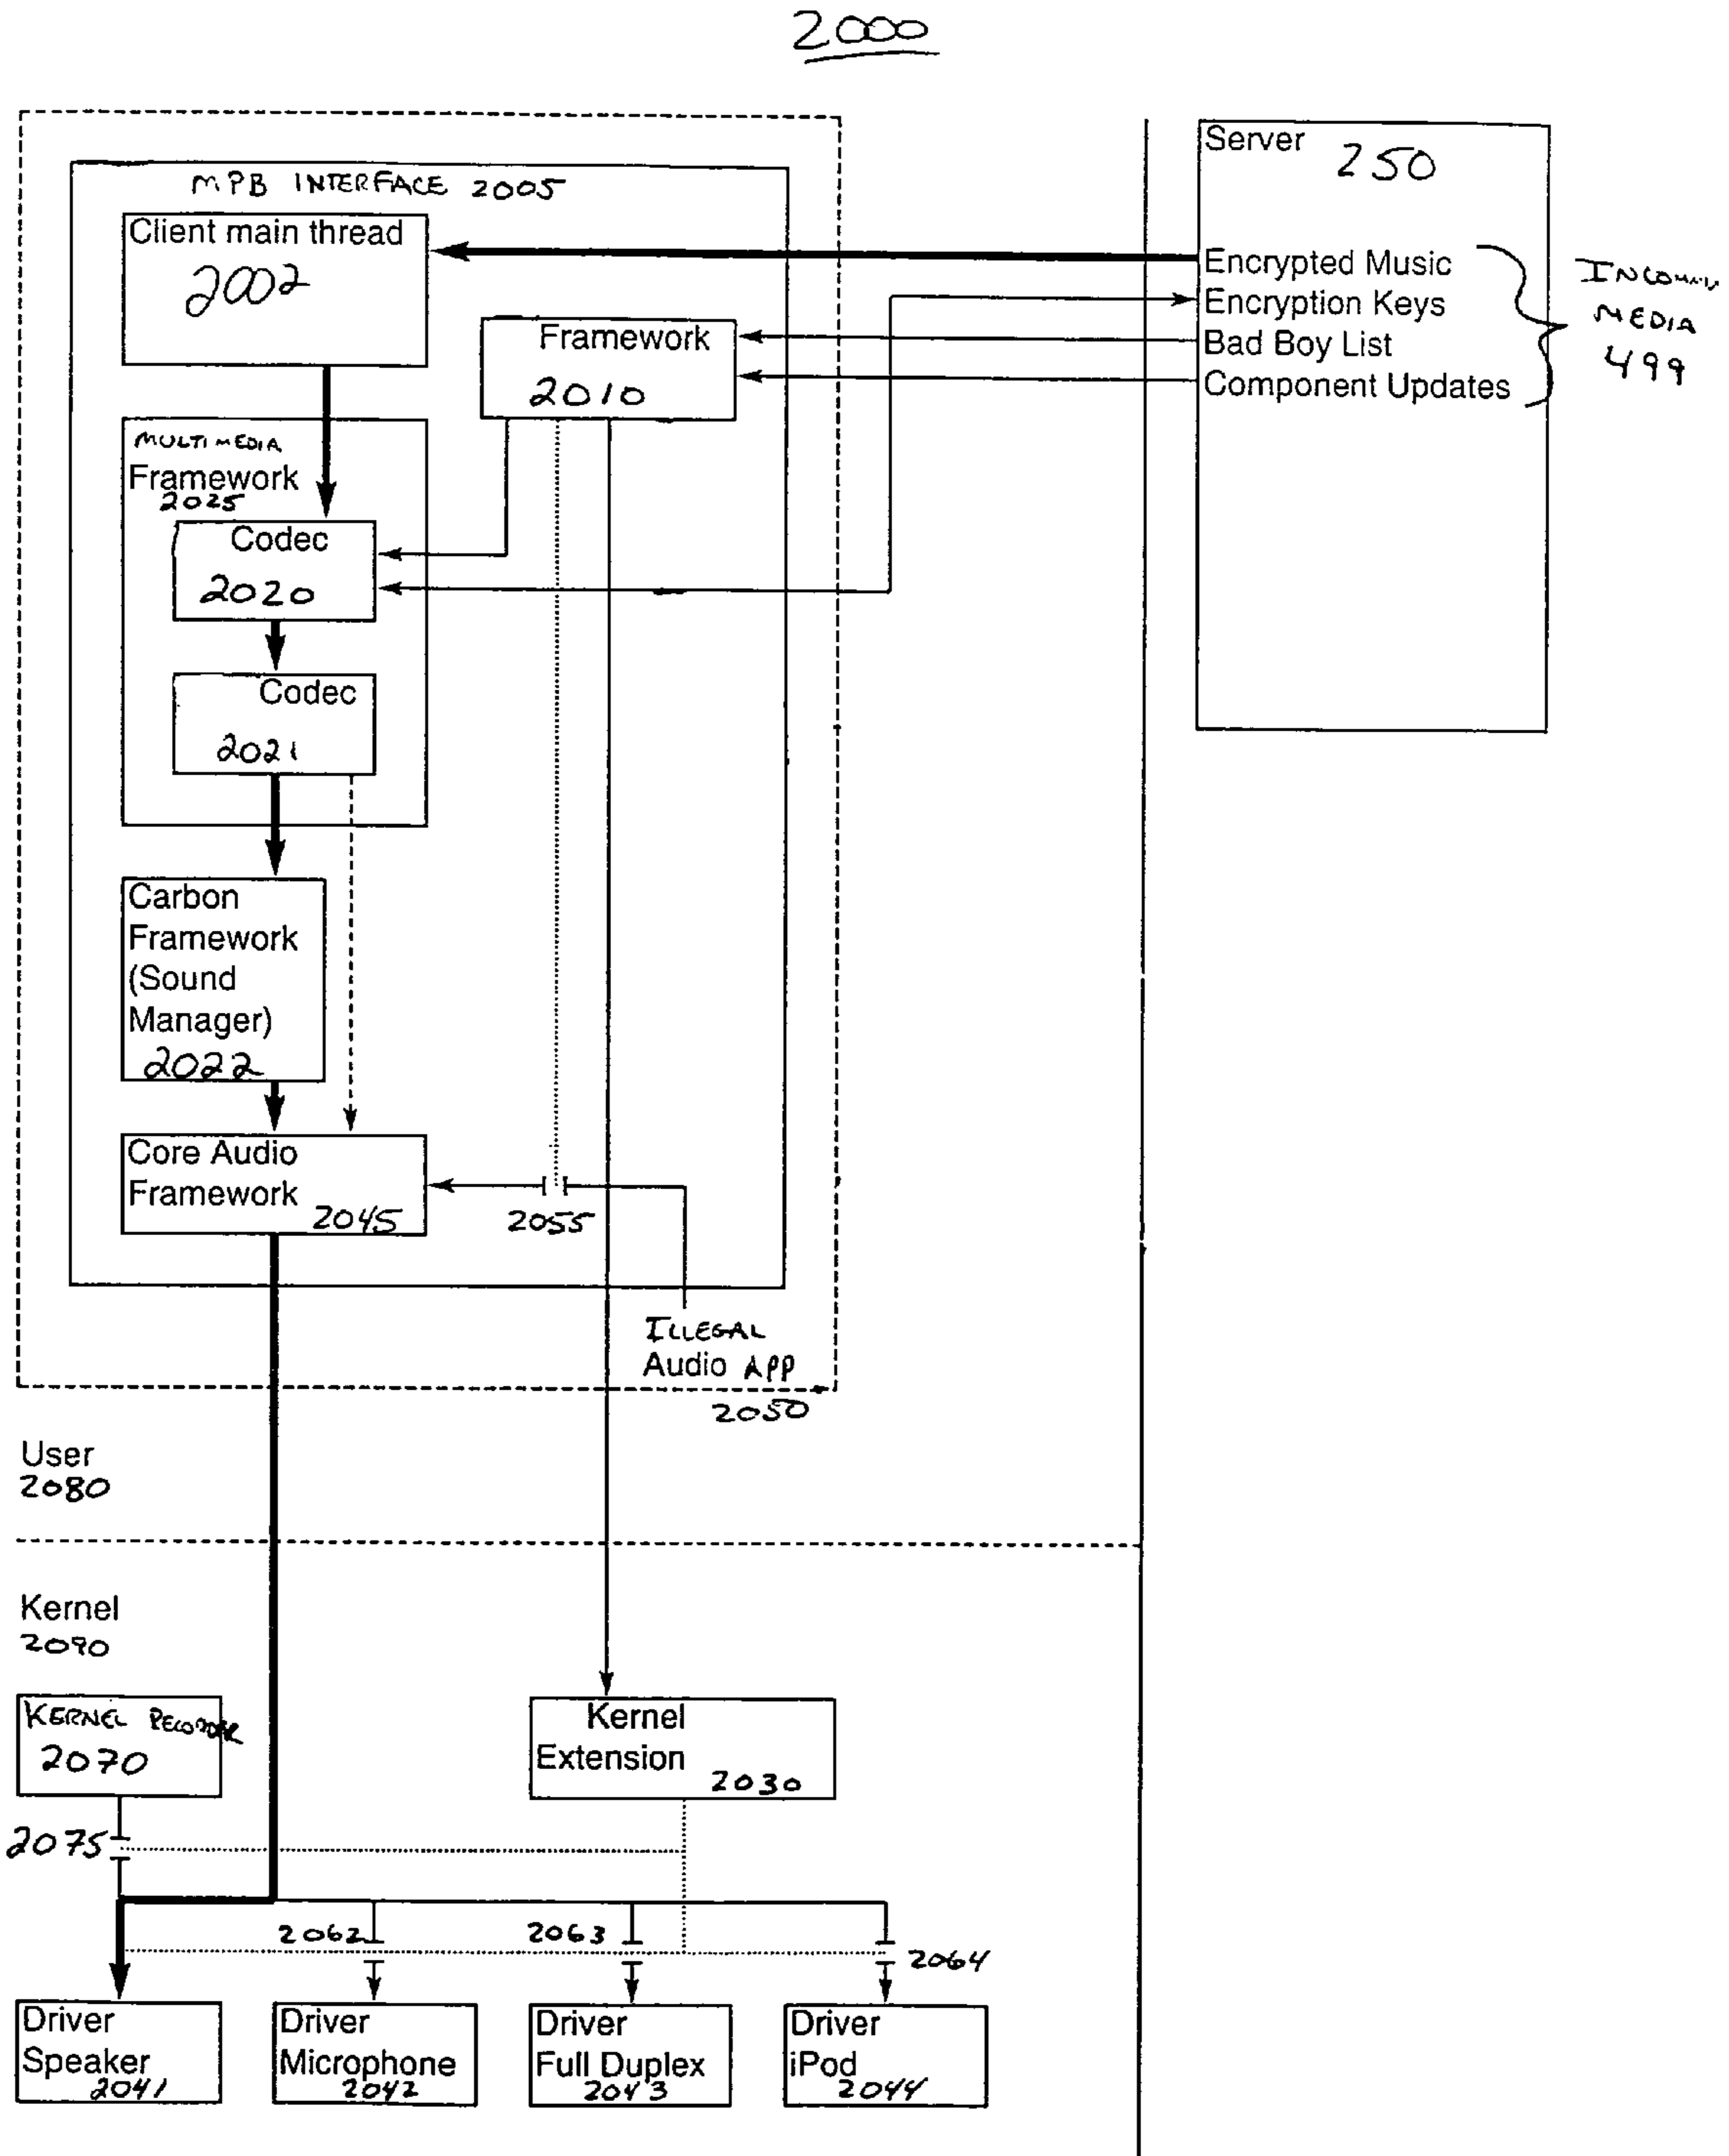 2000
MPB INTERFACE 2005
Client main thread
2002
Framework
2010
MULTIMEDIA
Framework
2025
Codec
2020
Codec
2021
Carbon
Framework
(Sound
Manager)
2022
Core Audio
Framework
2045
2055
ILLEGAL
Audio APP
2050
Server
250
Encrypted Music
Encryption Keys
Bad Boy List
Component Updates
MEDIA
499
User
2080
Kernel
2090
KERNEL RECORDER
2070
2075
Kernel
Extension
2030
2062
2063
2064
Driver
Speaker
2041
Driver
Microphone
2042
Driver
Full Duplex
2043
Driver
iPod
2044